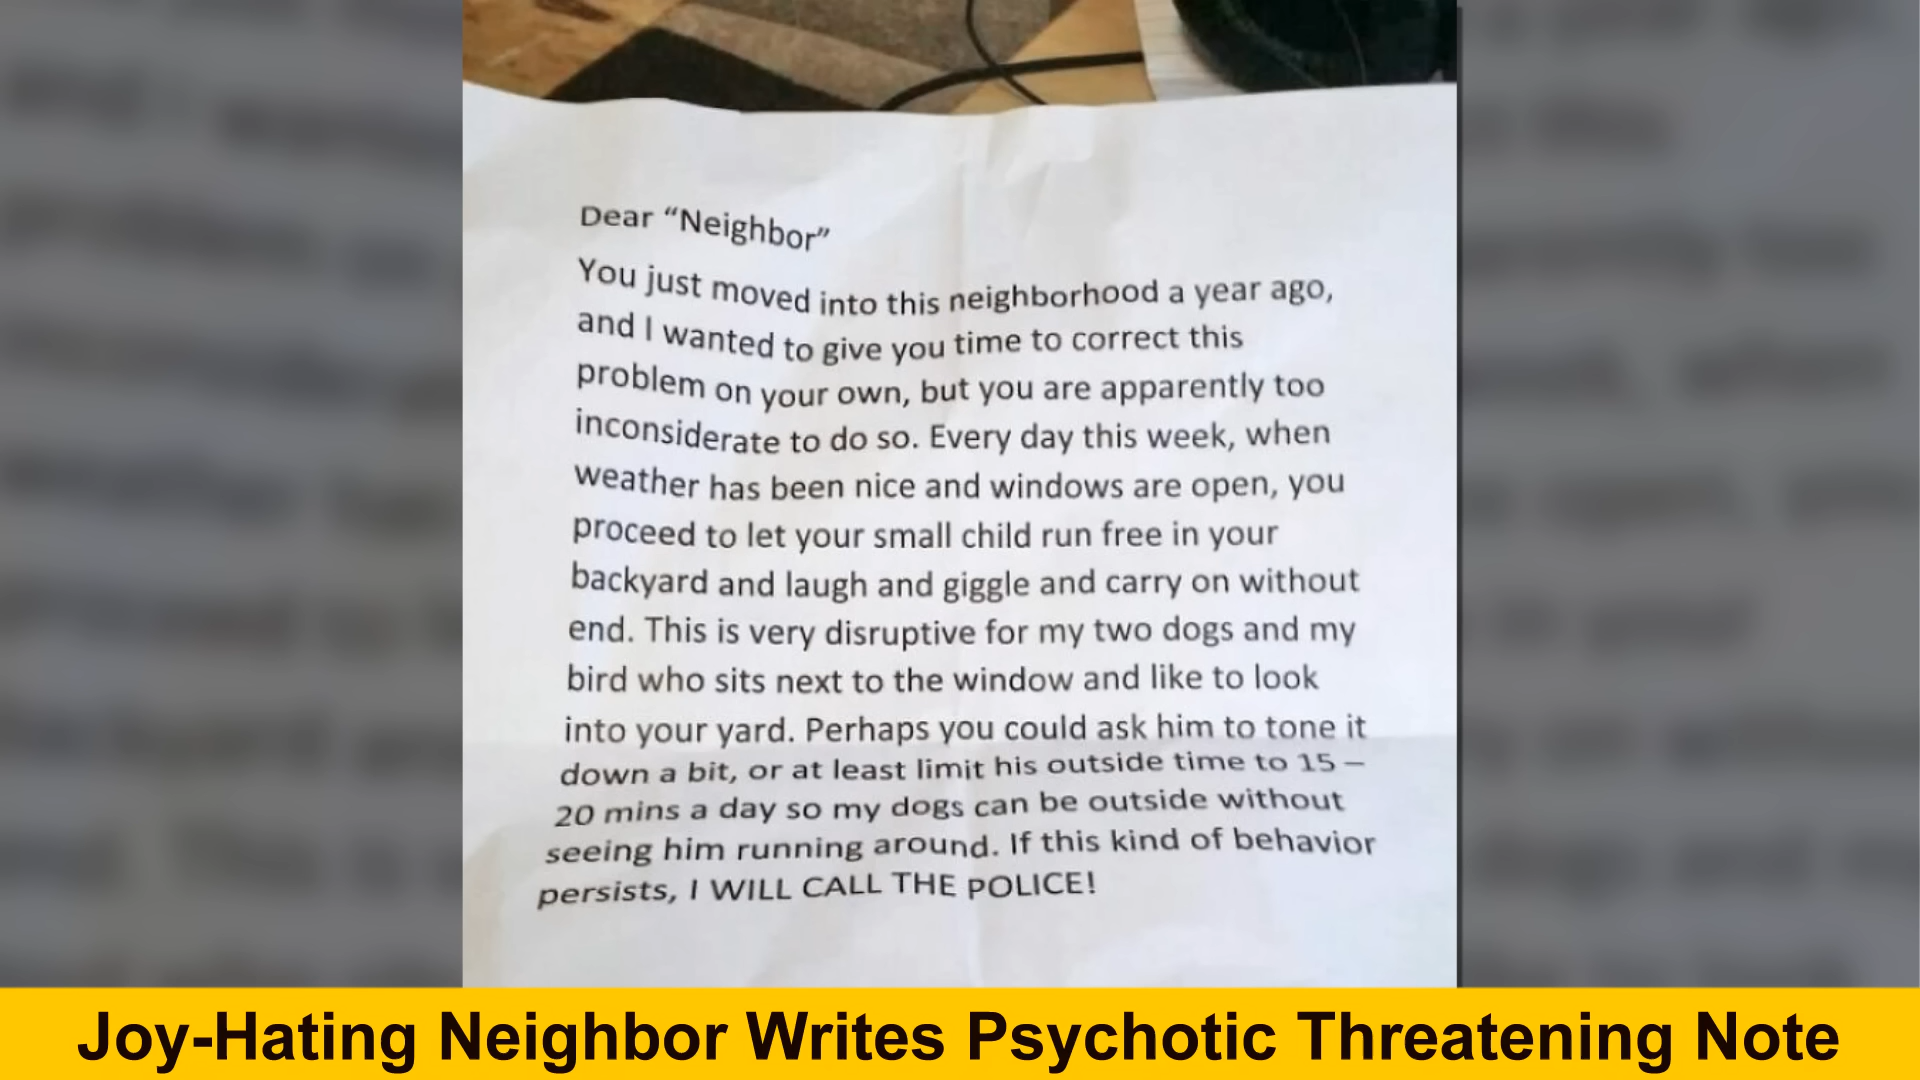 Dear “Neighbor”
You just moved into this neighborhood a year ago,
and I wanted to give you time to correct this
problem on your own, but you are apparently too
inconsiderate to do so. Every day this week, when
weather has been nice and windows are open, you
proceed to let your small child run free in your
backyard and laugh and giggle and carry on without
end. This is very disruptive for my two dogs and my
bird who sits next to the window and like to look
into your yard. Perhaps you could ask him to tone it
down a bit, or at least limit his outside time to 15 –
20 mins a day so my dogs can be outside without
seeing him running around. If this kind of behavior
persists, I WILL CALL THE POLICE!
Joy-Hating Neighbor Writes Psychotic Threatening Note